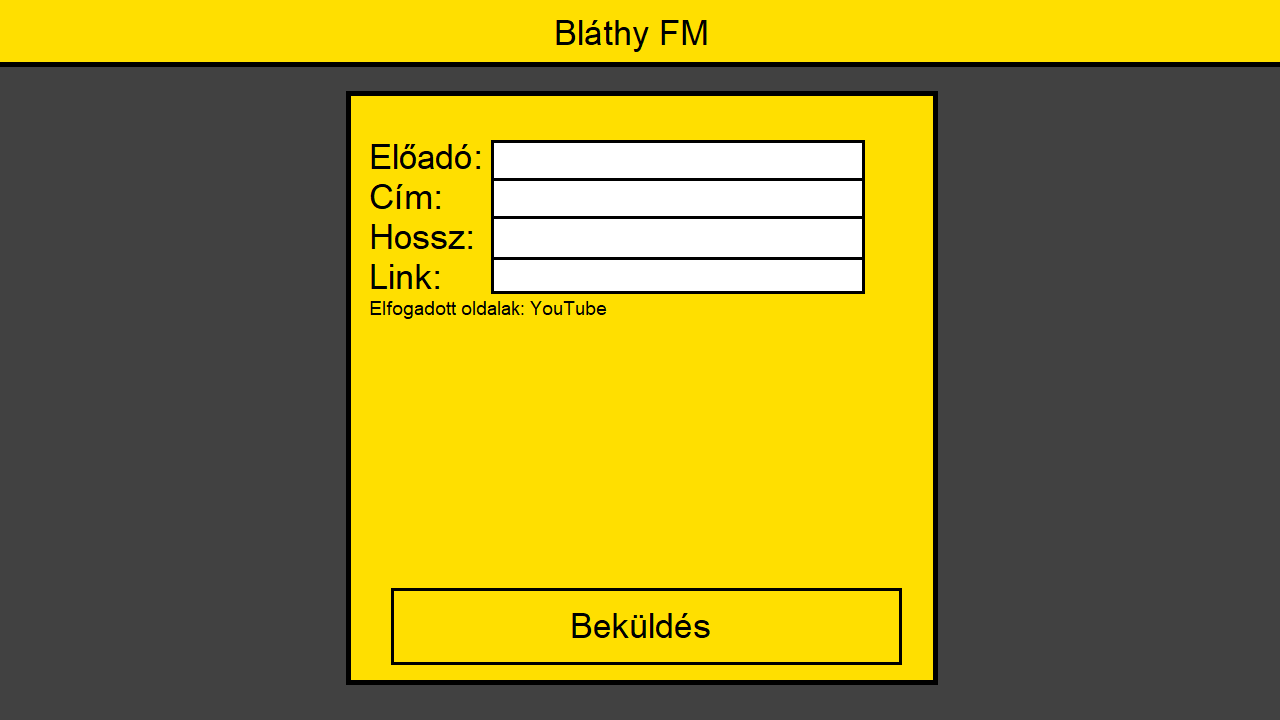 Bláthy FM
Előadó:
Cím:
Hossz:
Link:
Elfogadott oldalak: YouTube
Beküldés